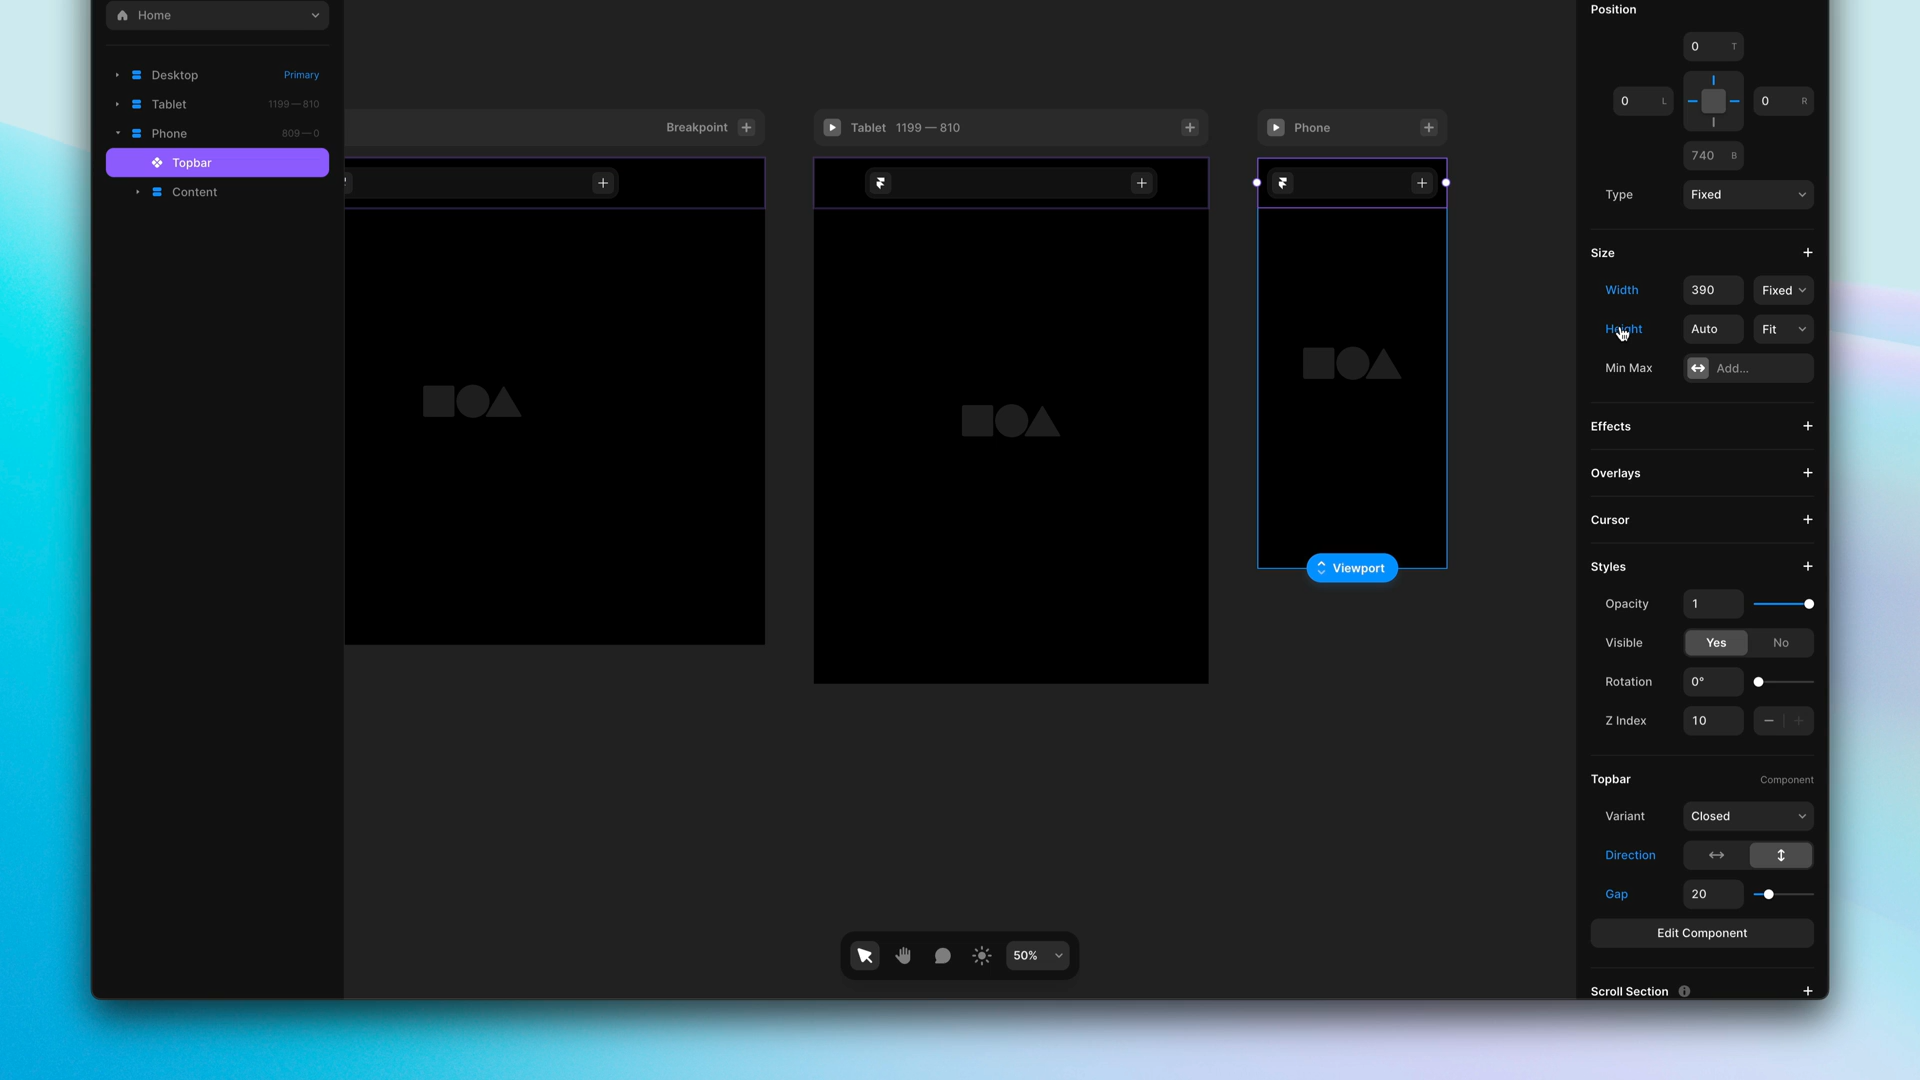 Home
Desktop Primary
Tablet 1199 — 810
Phone 809 — 0
Topbar
Content
Breakpoint
Tablet 1199 — 810
Phone
Viewport
50%
Position
0 T
0 L
0 R
740 B
Type Fixed
Size
Width 390 Fixed
Height Auto Fit
Min Max Add...
Effects
Overlays
Cursor
Styles
Opacity 1
Visible Yes No
Rotation 0°
Z Index 10
Topbar Component
Variant Closed
Direction
Gap 20
Edit Component
Scroll Section